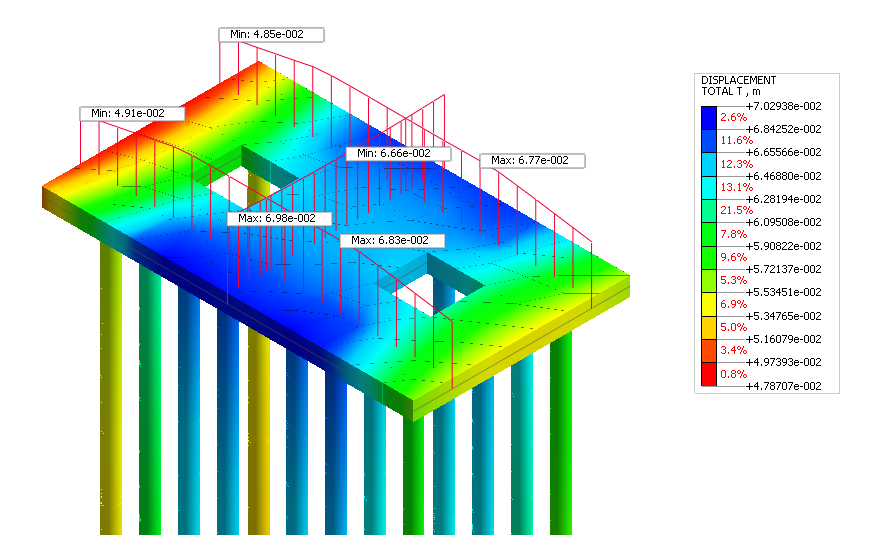 Min: 4.85e-002
Min: 4.91e-002
Min: 6.66e-002
Max: 6.77e-002
Max: 6.98e-002
Max: 6.83e-002
DISPLACEMENT
TOTAL T , m
+7.02938e-002
2.6%
+6.84252e-002
11.6%
+6.65566e-002
12.3%
+6.46880e-002
13.1%
+6.28194e-002
21.5%
+6.09508e-002
7.8%
+5.90822e-002
9.6%
+5.72137e-002
5.3%
+5.53451e-002
6.9%
+5.34765e-002
5.0%
+5.16079e-002
3.4%
+4.97393e-002
0.8%
+4.78707e-002